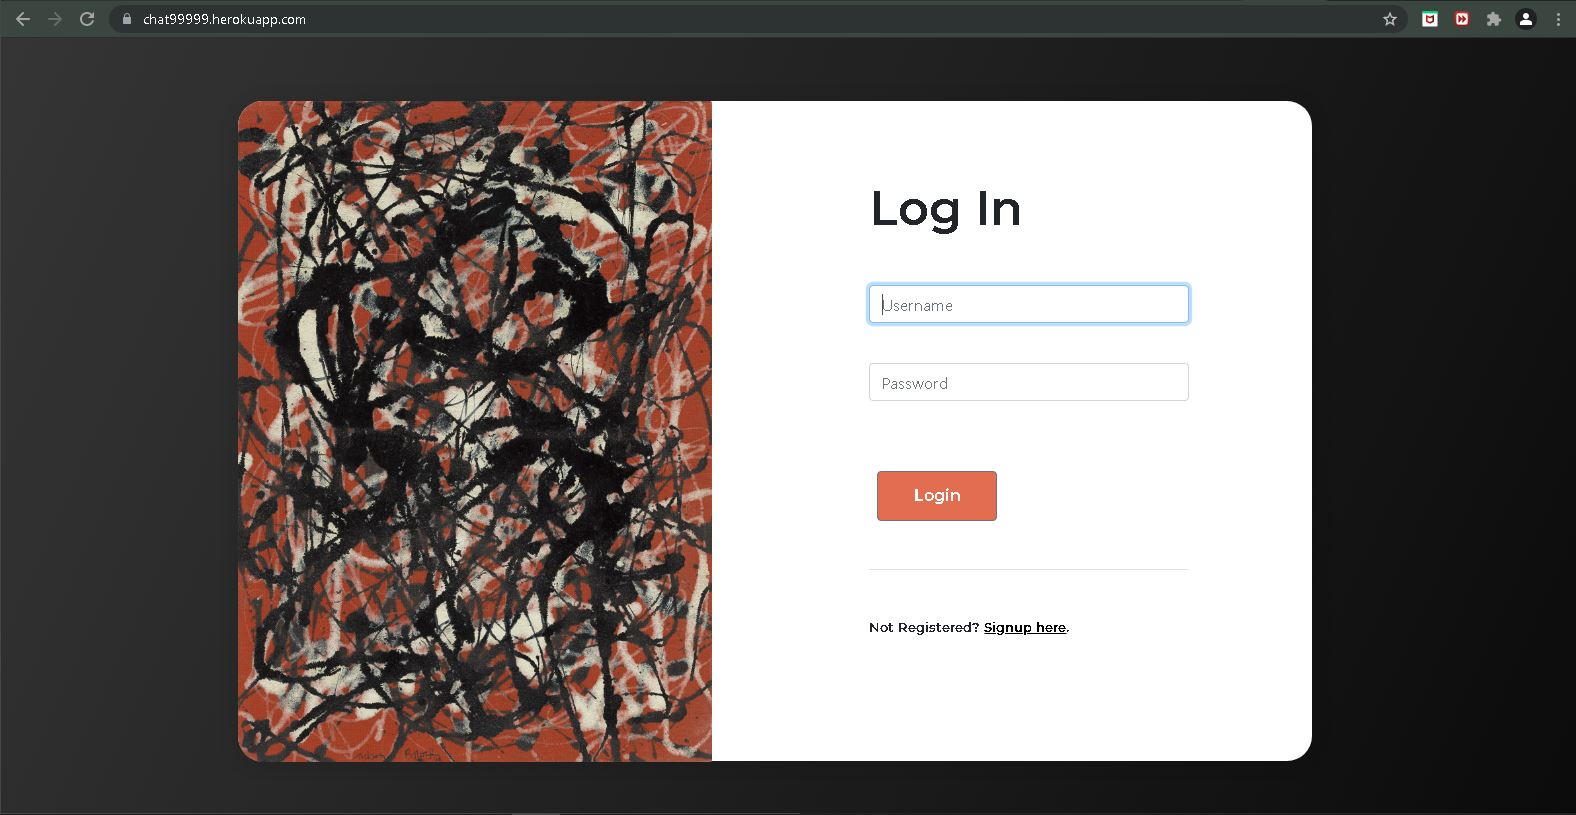 chat99999.herokuapp.com
Log In
Username
Password
Login
Not Registered? Signup here.